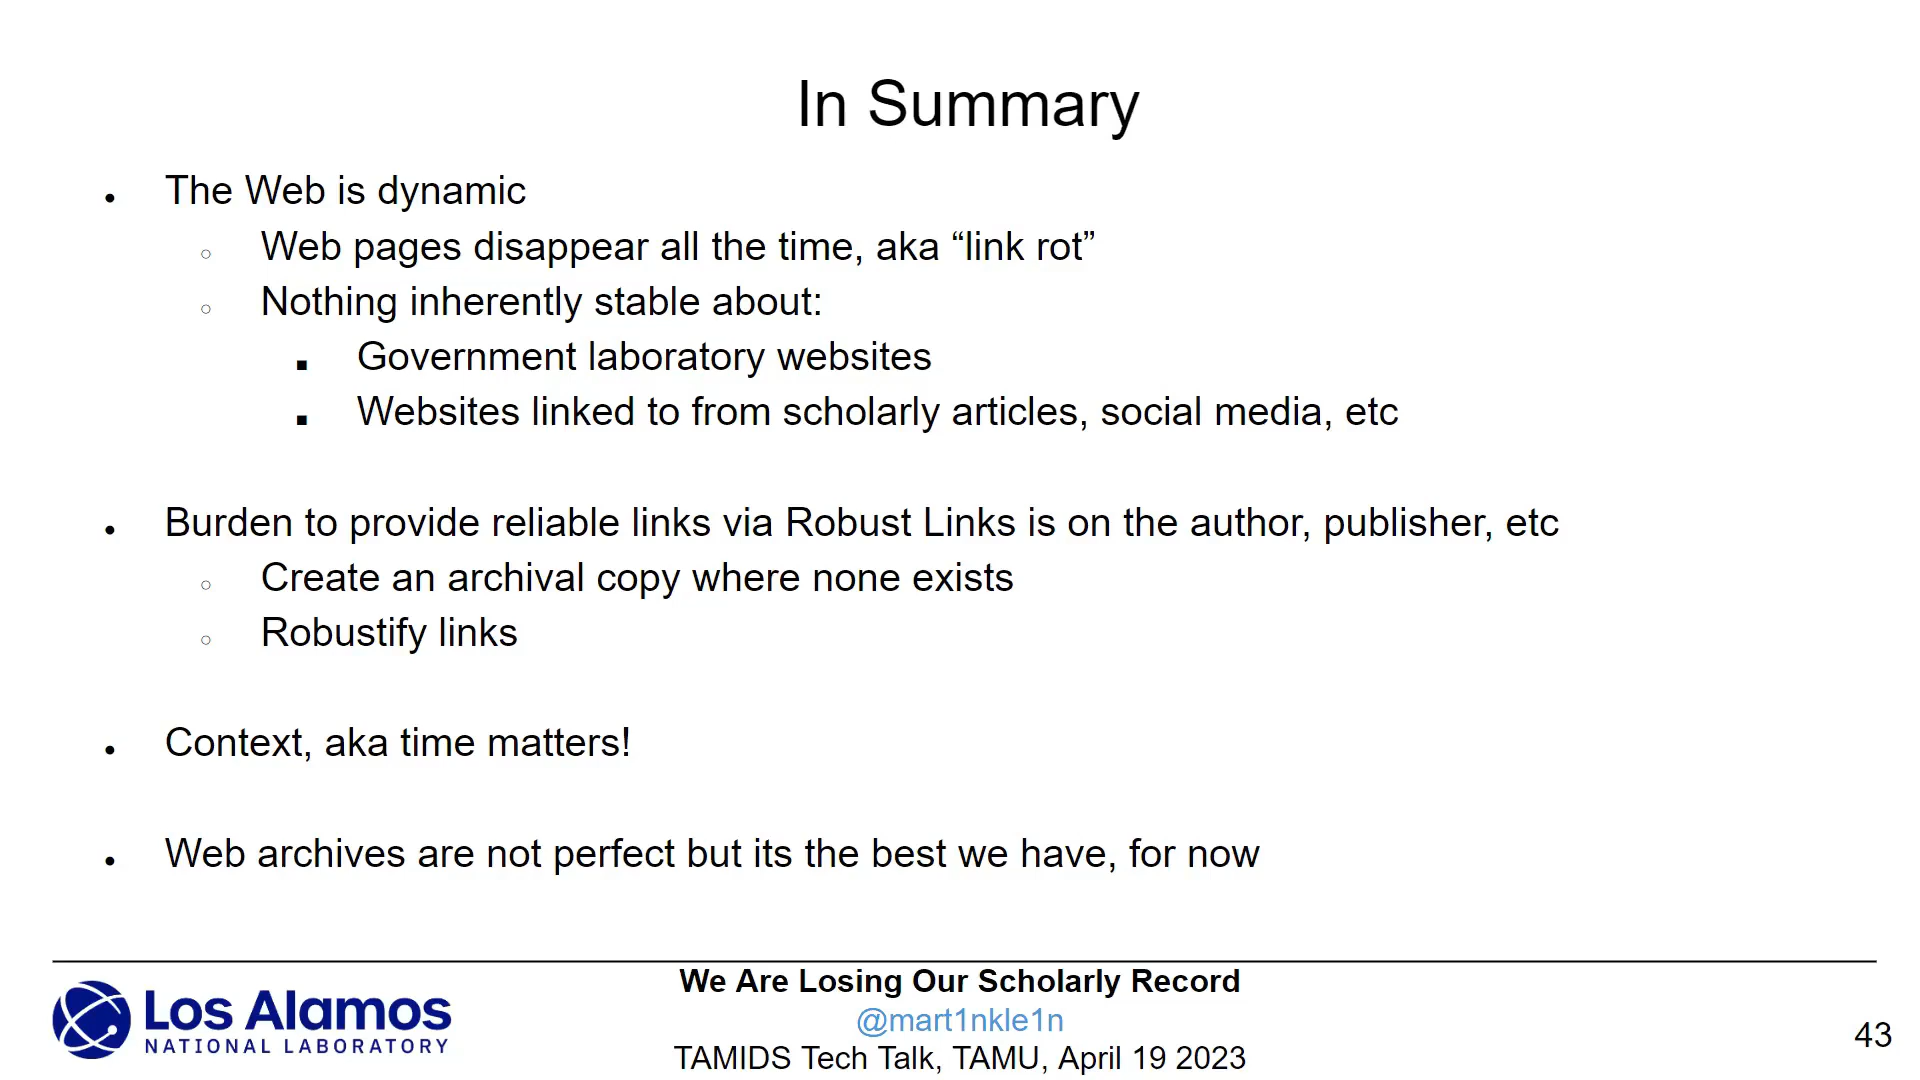 In Summary
• The Web is dynamic
○ Web pages disappear all the time, aka “link rot”
○ Nothing inherently stable about:
■ Government laboratory websites
■ Websites linked to from scholarly articles, social media, etc
• Burden to provide reliable links via Robust Links is on the author, publisher, etc
○ Create an archival copy where none exists
○ Robustify links
• Context, aka time matters!
• Web archives are not perfect but its the best we have, for now
Los Alamos
NATIONAL LABORATORY
We Are Losing Our Scholarly Record
@mart1nkle1n
TAMIDS Tech Talk, TAMU, April 19 2023
43